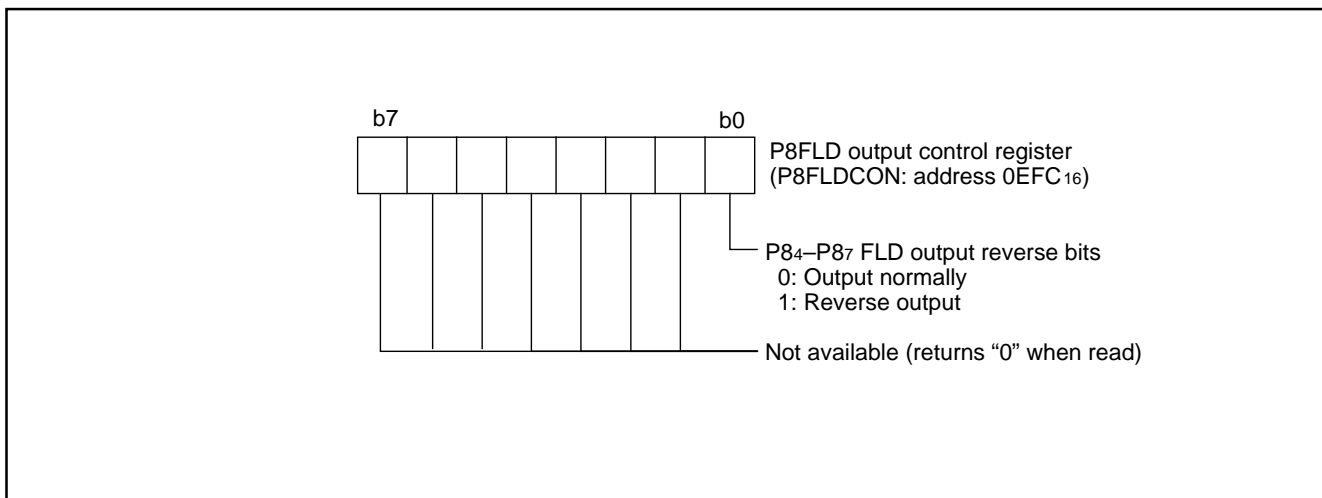 b7 b0
P8FLD output control register
(P8FLDCON: address 0EFC16)
P84–P87 FLD output reverse bits
0: Output normally
1: Reverse output
Not available (returns “0” when read)